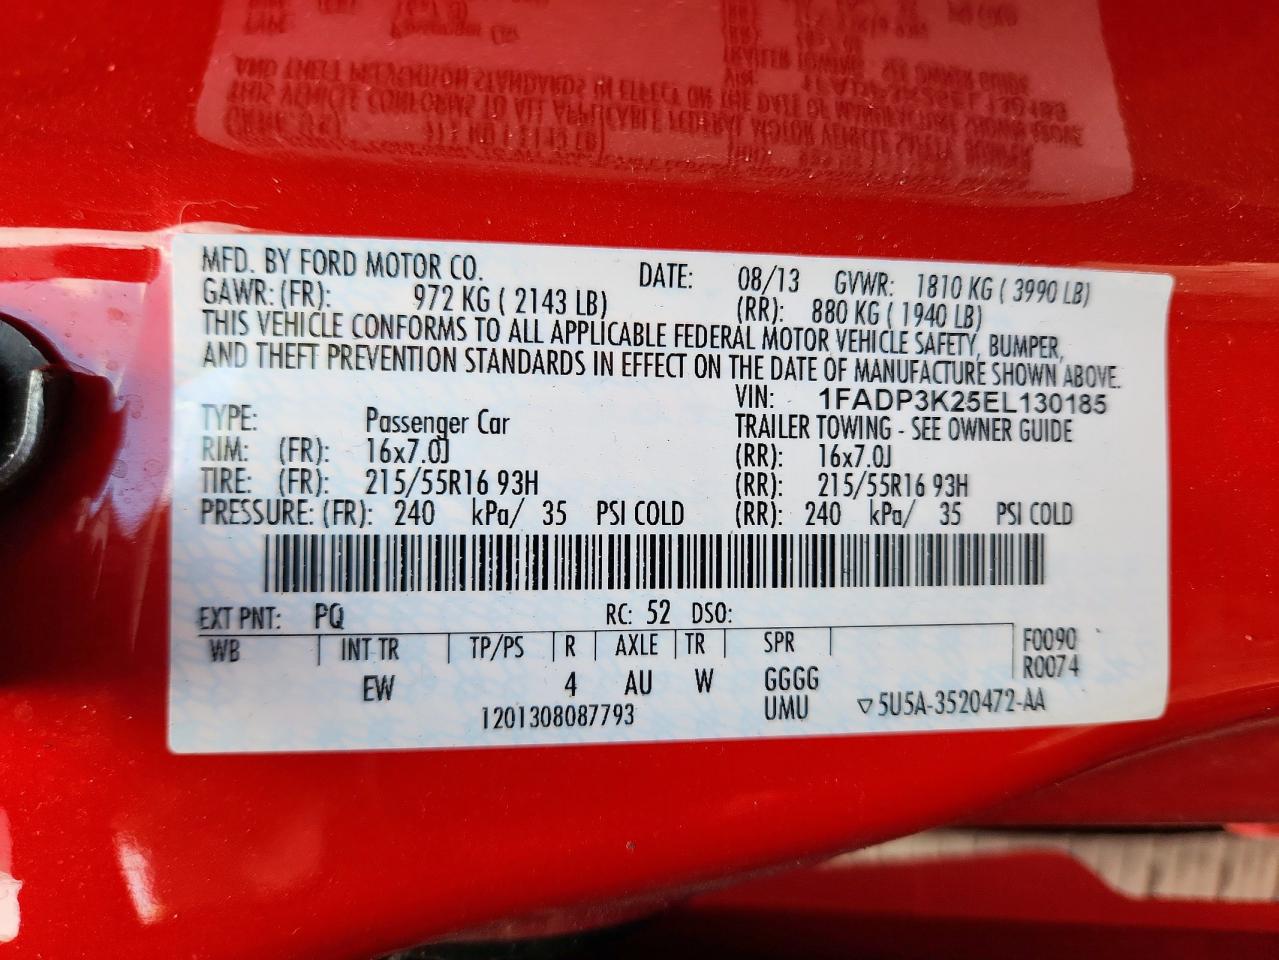 MFD. BY FORD MOTOR CO. DATE: 08/13 GVWR: 1810 KG ( 3990 LB)
GAWR: (FR): 972 KG ( 2143 LB) (RR): 880 KG ( 1940 LB)
THIS VEHICLE CONFORMS TO ALL APPLICABLE FEDERAL MOTOR VEHICLE SAFETY, BUMPER,
AND THEFT PREVENTION STANDARDS IN EFFECT ON THE DATE OF MANUFACTURE SHOWN ABOVE.
VIN: 1FADP3K25EL130185
TYPE: Passenger Car TRAILER TOWING - SEE OWNER GUIDE
RIM: (FR): 16x7.0J (RR): 16x7.0J
TIRE: (FR): 215/55R16 93H (RR): 215/55R16 93H
PRESSURE: (FR): 240 kPa/ 35 PSI COLD (RR): 240 kPa/ 35 PSI COLD
EXT PNT: PQ RC: 52 DSO:
WB INT TR TP/PS R AXLE TR SPR F0090
R0074
EW 4 AU W GGGG
1201308087793 UMU ▽5U5A-3520472-AA